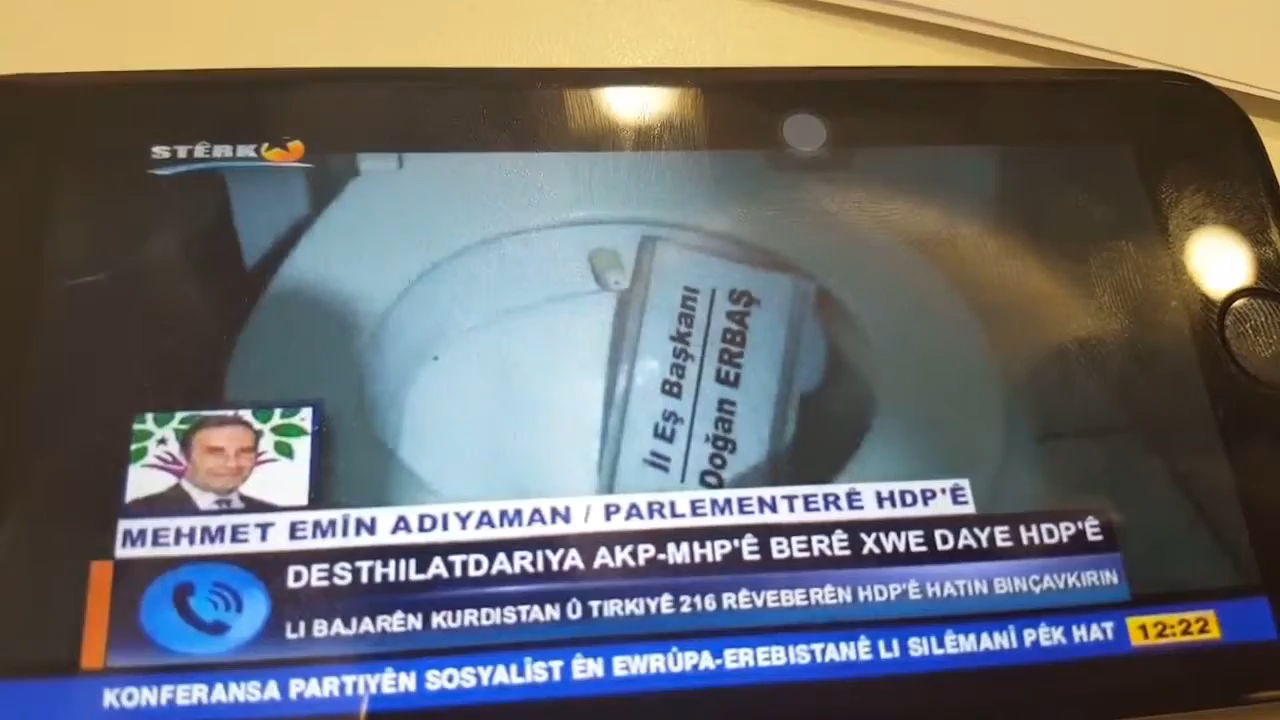 STÊRK
İl Eş Başkanı
Doğan ERBAŞ
MEHMET EMÎN ADIYAMAN / PARLEMENTERÊ HDP'Ê
DESTHILATDARIYA AKP-MHP'Ê BERÊ XWE DAYE HDP'Ê
LI BAJARÊN KURDISTAN Û TIRKIYÊ 216 RÊVEBERÊN HDP'Ê HATIN BINÇAVKIRIN
KONFERANSA PARTIYÊN SOSYALÎST ÊN EWRÛPA-EREBISTANÊ LI SILÊMANÎ PÊK HAT
12:22